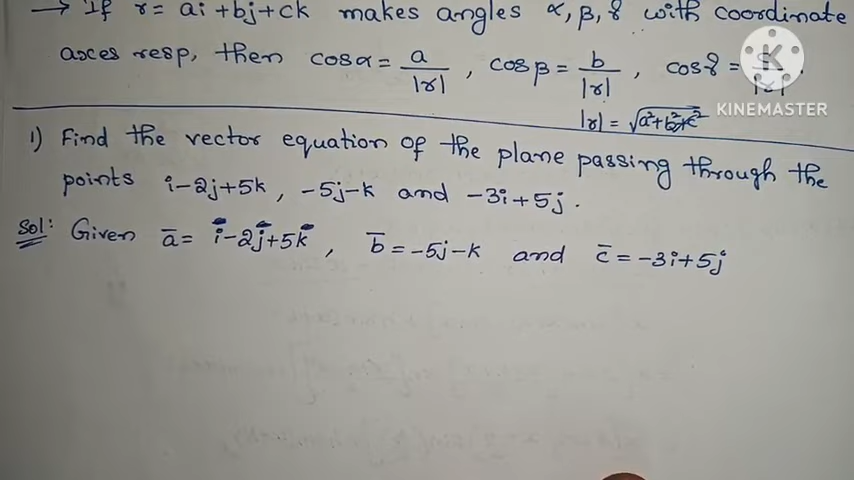 → If r = ai + bj + ck makes angles α, β, γ with coordinate
axes resp, then cosα = a/|r| , cosβ = b/|r| , cosγ =
|r| = √a²+b²+c²
KINEMASTER
1) Find the vector equation of the plane passing through the
points i-2j+5k, -5j-k and -3i+5j.
Sol: Given a̅ = i-2j+5k , b̅ = -5j-k and c̅ = -3i+5j